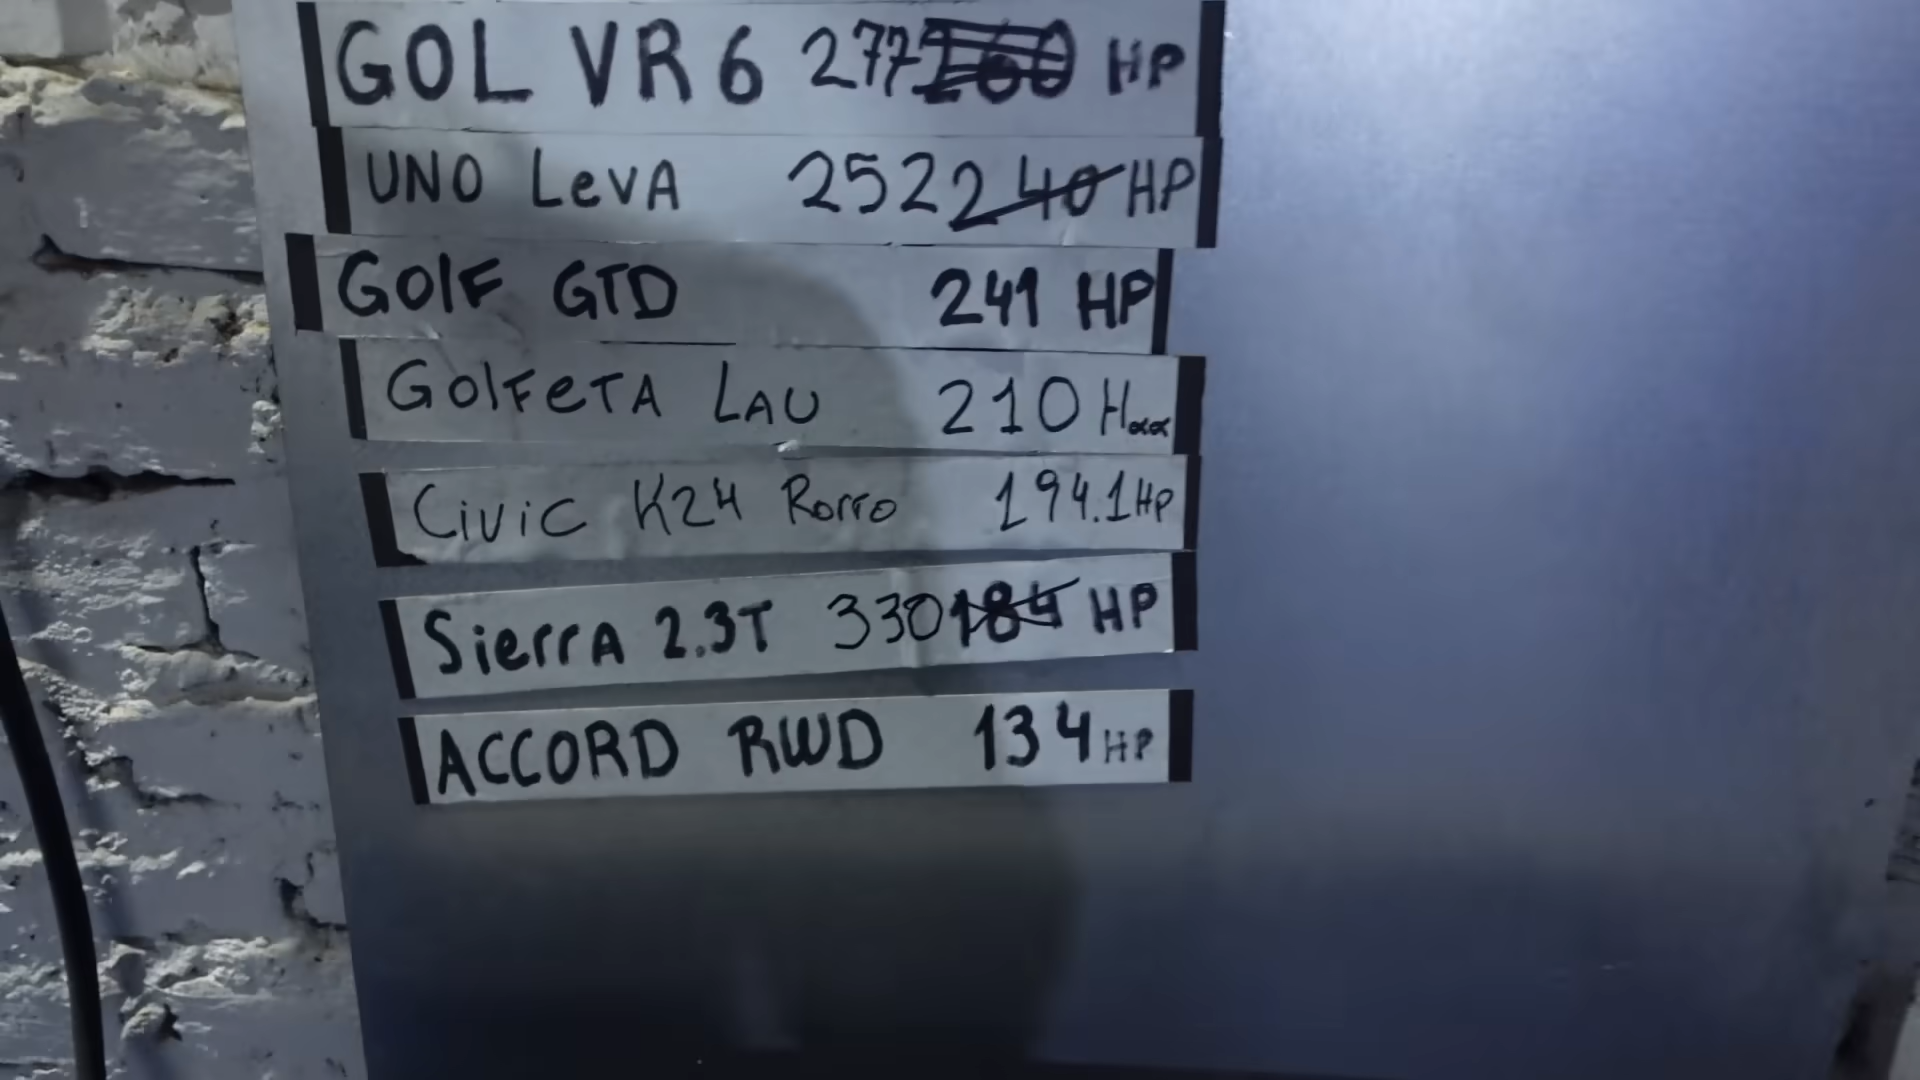 GOL VR6 277 260 HP
UNO LeVA 252 240 HP
GolF GTD 241 HP
GolFeTA LAU 210 H
Civic K24 Rorro 194.1 HP
SierrA 2.3T 330 184 HP
ACCORD RWD 134 HP